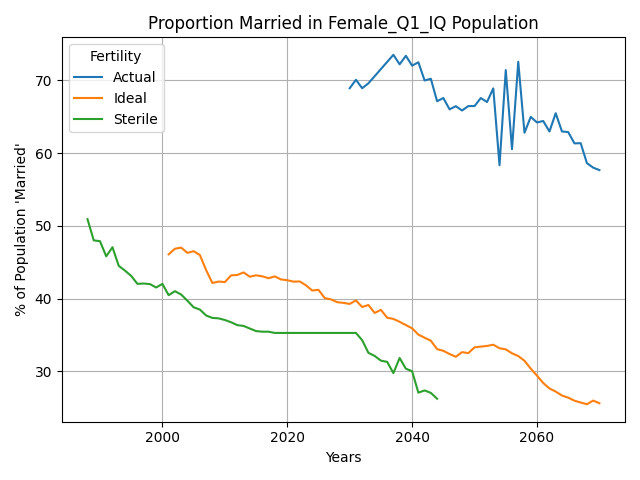 Proportion Married in Female_Q1_IQ Population
% of Population 'Married'
70
60
50
40
30
Fertility
Actual
Ideal
Sterile
2000
2020
2040
2060
Years